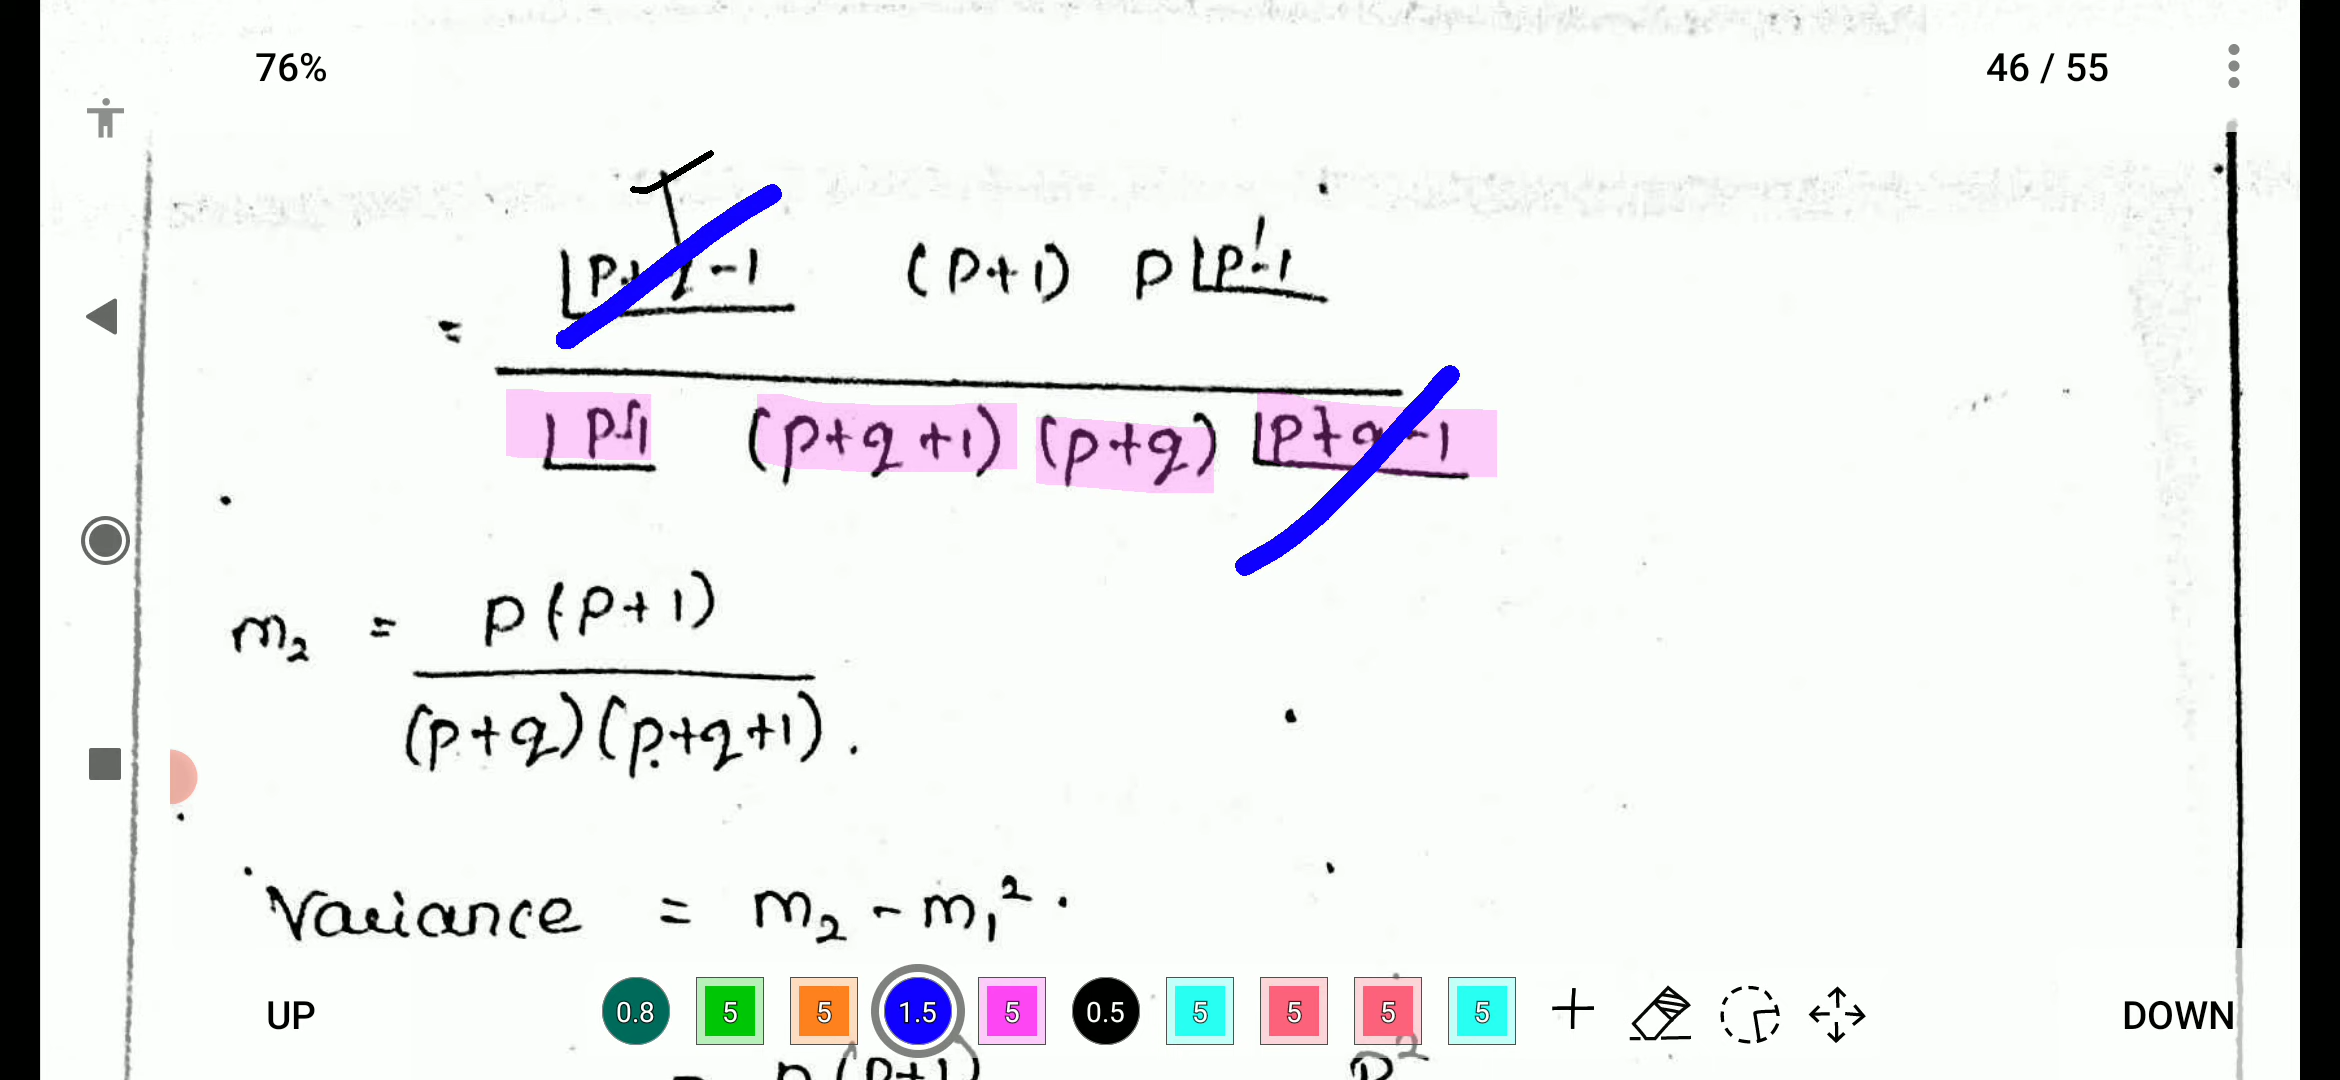 76% 46 / 55
= |p+q-1 (p+1) p |p-1
|p-1 (p+q+1) (p+q) |p+q-1
m₂ = p(p+1)
(p+q)(p+q+1).
Variance = m₂ - m₁².
UP 0.8 5 5 1.5 5 0.5 5 5 5 5 DOWN
= p(p+1) p²